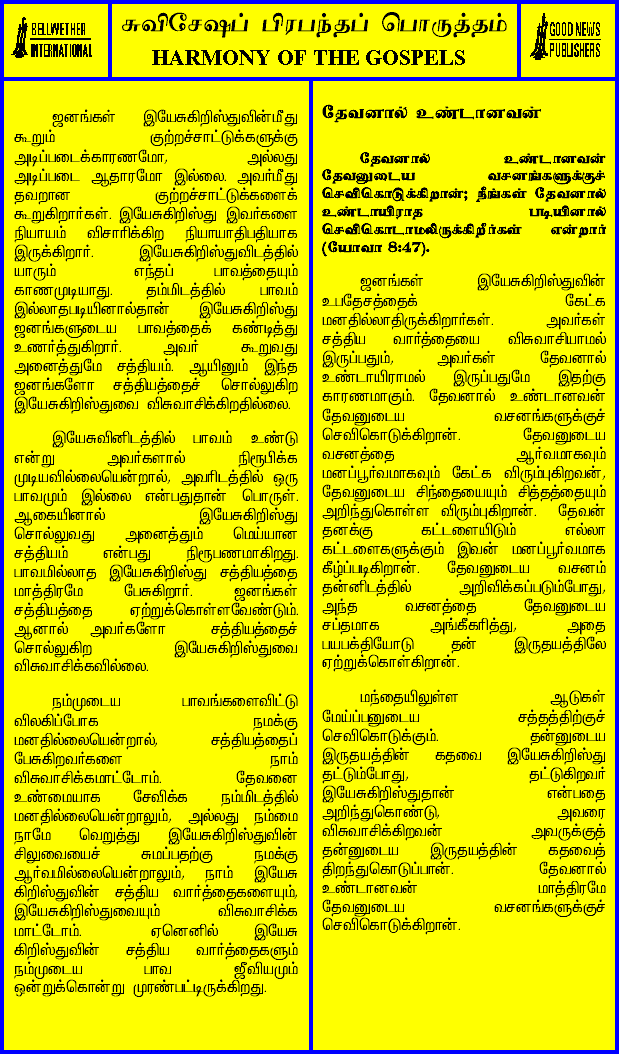 BELLWETHER
INTERNATIONAL
சுவிசேஷப் பிரபந்தப் பொருத்தம்
HARMONY OF THE GOSPELS
GOOD NEWS
PUBLISHERS
ஜனங்கள் இயேசுகிறிஸ்துவின்மீது
கூறும் குற்றச்சாட்டுக்களுக்கு
அடிப்படைக்காரணமோ, அல்லது
அடிப்படை ஆதாரமோ இல்லை. அவர்மீது
தவறான குற்றச்சாட்டுக்களைக்
கூறுகிறார்கள். இயேசுகிறிஸ்து இவர்களை
நியாயம் விசாரிக்கிற நியாயாதிபதியாக
இருக்கிறார். இயேசுகிறிஸ்துவிடத்தில்
யாரும் எந்தப் பாவத்தையும்
காணமுடியாது. தம்மிடத்தில் பாவம்
இல்லாதபடியினால்தான் இயேசுகிறிஸ்து
ஜனங்களுடைய பாவத்தைக் கண்டித்து
உணர்த்துகிறார். அவர் கூறுவது
அனைத்துமே சத்தியம். ஆயினும் இந்த
ஜனங்களோ சத்தியத்தைச் சொல்லுகிற
இயேசுகிறிஸ்துவை விசுவாசிக்கிறதில்லை.
இயேசுவினிடத்தில் பாவம் உண்டு
என்று அவர்களால் நிரூபிக்க
முடியவில்லையென்றால், அவரிடத்தில் ஒரு
பாவமும் இல்லை என்பதுதான் பொருள்.
ஆகையினால் இயேசுகிறிஸ்து
சொல்லுவது அனைத்தும் மெய்யான
சத்தியம் என்பது நிரூபணமாகிறது.
பாவமில்லாத இயேசுகிறிஸ்து சத்தியத்தை
மாத்திரமே பேசுகிறார். ஜனங்கள்
சத்தியத்தை ஏற்றுக்கொள்ளவேண்டும்.
ஆனால் அவர்களோ சத்தியத்தைச்
சொல்லுகிற இயேசுகிறிஸ்துவை
விசுவாசிக்கவில்லை.
நம்முடைய பாவங்களைவிட்டு
விலகிப்போக நமக்கு
மனதில்லையென்றால், சத்தியத்தைப்
பேசுகிறவர்களை நாம்
விசுவாசிக்கமாட்டோம். தேவனை
உண்மையாக சேவிக்க நம்மிடத்தில்
மனதில்லையென்றாலும், அல்லது நம்மை
நாமே வெறுத்து இயேசுகிறிஸ்துவின்
சிலுவையைச் சுமப்பதற்கு நமக்கு
ஆர்வமில்லையென்றாலும், நாம் இயேசு
கிறிஸ்துவின் சத்திய வார்த்தைகளையும்,
இயேசுகிறிஸ்துவையும் விசுவாசிக்க
மாட்டோம். ஏனெனில் இயேசு
கிறிஸ்துவின் சத்திய வார்த்தைகளும்
நம்முடைய பாவ ஜீவியமும்
ஒன்றுக்கொன்று முரண்பட்டிருக்கிறது.
தேவனால் உண்டானவன்
தேவனால் உண்டானவன்
தேவனுடைய வசனங்களுக்குச்
செவிகொடுக்கிறான்; நீங்கள் தேவனால்
உண்டாயிராத படியினால்
செவிகொடாமலிருக்கிறீர்கள் என்றார்
(யோவா 8:47).
ஜனங்கள் இயேசுகிறிஸ்துவின்
உபதேசத்தைக் கேட்க
மனதில்லாதிருக்கிறார்கள். அவர்கள்
சத்திய வார்த்தையை விசுவாசியாமல்
இருப்பதும், அவர்கள் தேவனால்
உண்டாயிராமல் இருப்பதுமே இதற்கு
காரணமாகும். தேவனால் உண்டானவன்
தேவனுடைய வசனங்களுக்குச்
செவிகொடுக்கிறான். தேவனுடைய
வசனத்தை ஆர்வமாகவும்
மனப்பூர்வமாகவும் கேட்க விரும்புகிறவன்,
தேவனுடைய சிந்தையையும் சித்தத்தையும்
அறிந்துகொள்ள விரும்புகிறான். தேவன்
தனக்கு கட்டளையிடும் எல்லா
கட்டளைகளுக்கும் இவன் மனப்பூர்வமாக
கீழ்ப்படிகிறான். தேவனுடைய வசனம்
தன்னிடத்தில் அறிவிக்கப்படும்போது,
அந்த வசனத்தை தேவனுடைய
சப்தமாக அங்கீகரித்து, அதை
பயபக்தியோடு தன் இருதயத்திலே
ஏற்றுக்கொள்கிறான்.
மந்தையிலுள்ள ஆடுகள்
மேய்ப்பனுடைய சத்தத்திற்குச்
செவிகொடுக்கும். தன்னுடைய
இருதயத்தின் கதவை இயேசுகிறிஸ்து
தட்டும்போது, தட்டுகிறவர்
இயேசுகிறிஸ்துதான் என்பதை
அறிந்துகொண்டு, அவரை
விசுவாசிக்கிறவன் அவருக்குத்
தன்னுடைய இருதயத்தின் கதவைத்
திறந்துகொடுப்பான். தேவனால்
உண்டானவன் மாத்திரமே
தேவனுடைய வசனங்களுக்குச்
செவிகொடுக்கிறான்.